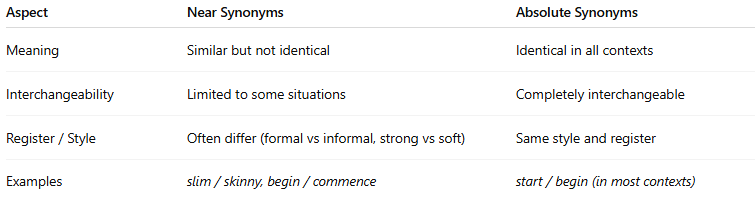 Aspect Near Synonyms Absolute Synonyms
Meaning Similar but not identical Identical in all contexts
Interchangeability Limited to some situations Completely interchangeable
Register / Style Often differ (formal vs informal, strong vs soft) Same style and register
Examples slim / skinny, begin / commence start / begin (in most contexts)